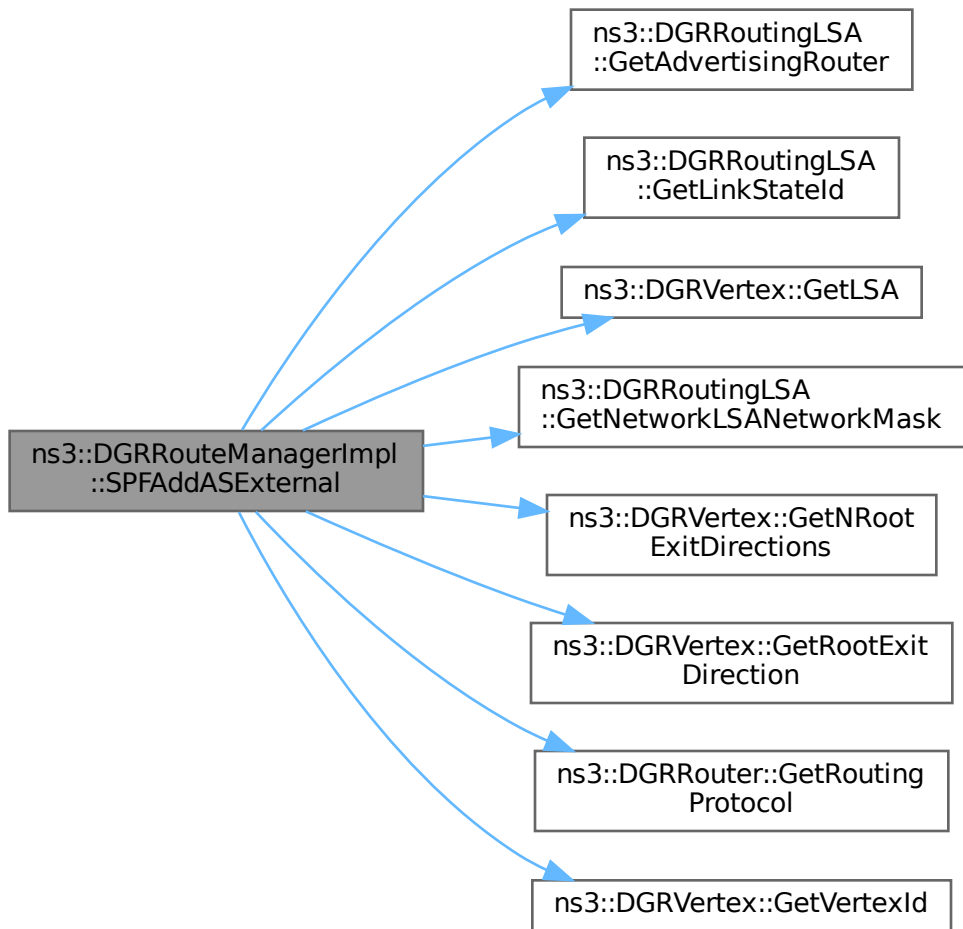 ns3::DGRRoutingLSA
::GetAdvertisingRouter
ns3::DGRRoutingLSA
::GetLinkStateId
ns3::DGRVertex::GetLSA
ns3::DGRRoutingLSA
::GetNetworkLSANetworkMask
ns3::DGRRouteManagerImpl
::SPFAddASExternal
ns3::DGRVertex::GetNRoot
ExitDirections
ns3::DGRVertex::GetRootExit
Direction
ns3::DGRRouter::GetRouting
Protocol
ns3::DGRVertex::GetVertexId